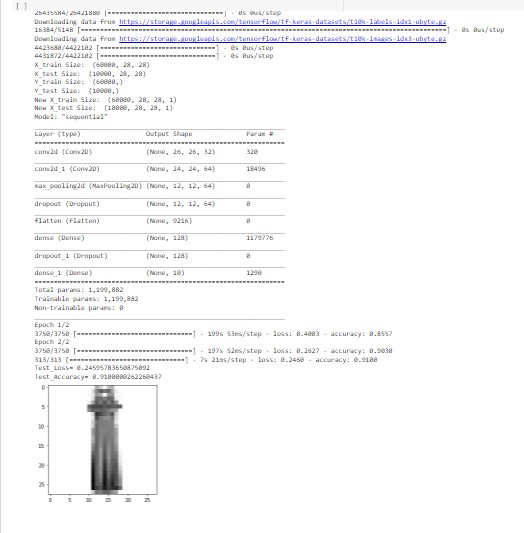 [ ]
26435584/26421880 [==============================] - 0s 0us/step
Downloading data from https://storage.googleapis.com/tensorflow/tf-keras-datasets/t10k-labels-idx1-ubyte.gz
16384/5148 [===============================================================================================] - 0s 0us/step
Downloading data from https://storage.googleapis.com/tensorflow/tf-keras-datasets/t10k-images-idx3-ubyte.gz
4423680/4422102 [==============================] - 0s 0us/step
4431872/4422102 [==============================] - 0s 0us/step
X_train Size: (60000, 28, 28)
X_test Size: (10000, 28, 28)
Y_train Size: (60000,)
Y_test Size: (10000,)
New X_train Size: (60000, 28, 28, 1)
New X_test Size: (10000, 28, 28, 1)
Model: "sequential"
Layer (type) Output Shape Param #
conv2d (Conv2D) (None, 26, 26, 32) 320
conv2d_1 (Conv2D) (None, 24, 24, 64) 18496
max_pooling2d (MaxPooling2D) (None, 12, 12, 64) 0
dropout (Dropout) (None, 12, 12, 64) 0
flatten (Flatten) (None, 9216) 0
dense (Dense) (None, 128) 1179776
dropout_1 (Dropout) (None, 128) 0
dense_1 (Dense) (None, 10) 1290
Total params: 1,199,882
Trainable params: 1,199,882
Non-trainable params: 0
Epoch 1/2
3750/3750 [==============================] - 199s 53ms/step - loss: 0.4003 - accuracy: 0.8557
Epoch 2/2
3750/3750 [==============================] - 197s 52ms/step - loss: 0.2627 - accuracy: 0.9030
313/313 [==============================] - 7s 21ms/step - loss: 0.2460 - accuracy: 0.9100
Test_Loss= 0.24595783650875092
Test_Accuracy= 0.9100000262260437
0
5
10
15
20
25
0 5 10 15 20 25